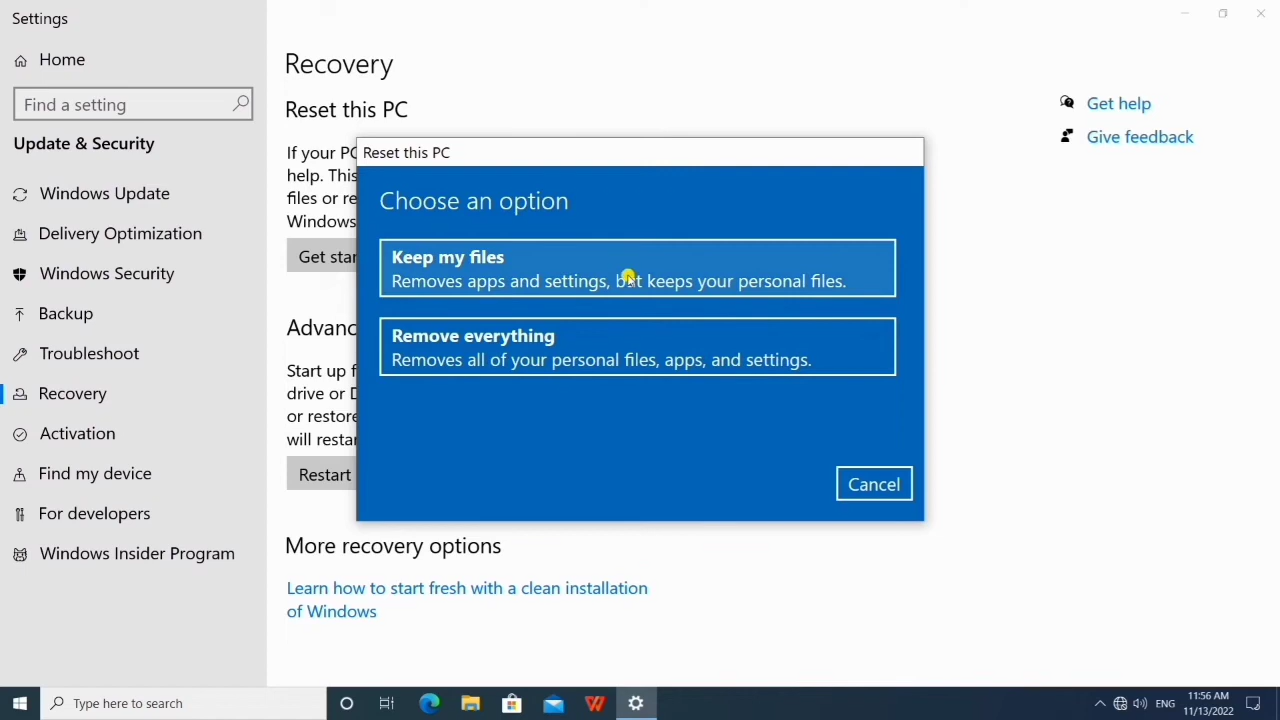 Settings
Home
Find a setting
Update & Security
Windows Update
Delivery Optimization
Windows Security
Backup
Troubleshoot
Recovery
Activation
Find my device
For developers
Windows Insider Program
Recovery
Reset this PC
If your PC
help. This
files or re
Windows
Get star
Advanc
Start up f
drive or D
or restore
will restar
Restart
More recovery options
Learn how to start fresh with a clean installation
of Windows
Get help
Give feedback
Reset this PC
Choose an option
Keep my files
Removes apps and settings, but keeps your personal files.
Remove everything
Removes all of your personal files, apps, and settings.
Cancel
Type here to search
ENG
11:56 AM
11/13/2022